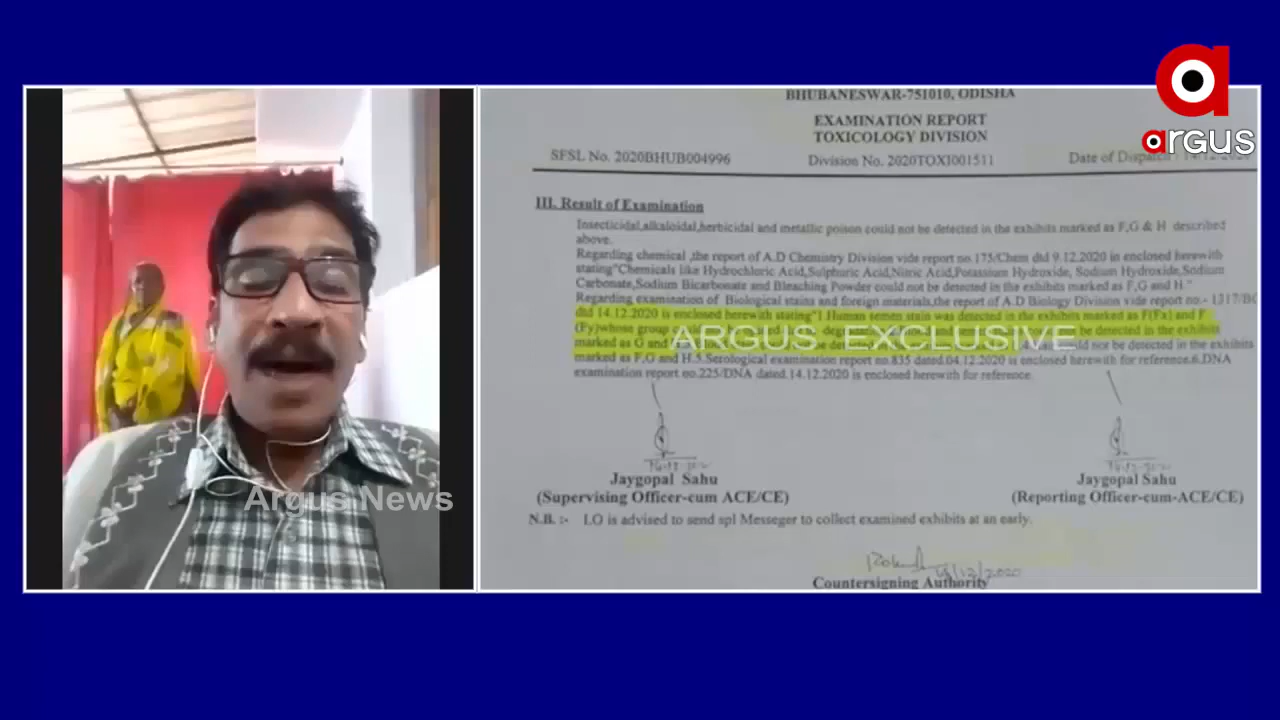 argus
BHUBANESWAR-751010, ODISHA
EXAMINATION REPORT
TOXICOLOGY DIVISION
SFSL No. 2020BHUB004996
Division No. 2020TOXI001511
Date of Dispatch :
III. Result of Examination
Insecticidal,alkaloidal,herbicidal and metallic poison could not be detected in the exhibits marked as F,G & H described
above.
Regarding chemical ,the report of A.D Chemistry Division vide report no.175/Chem dtd 9.12.2020 in enclosed herewith
stating"Chemicals like Hydrochloric Acid,Sulphuric Acid,Nitric Acid,Potassium Hydroxide, Sodium Hydroxide,Sodium
Carbonate,Sodium Bicarbonate and Bleaching Powder could not be detected in the exhibits marked as F,G and H."
Regarding examination of Biological stains and foreign materials,the report of A.D Biology Division vide report no.- 1317/BC
dtd 14.12.2020 is enclosed herewith stating"1 Human semen stain was detected in the exhibits marked as F(Fx) and F
(Fy)whose group be detected in the exhibits
marked as G and could not be detected in the exhibits
marked as F,G and H.5.Serological examination report no.835 dated.04.12.2020 is enclosed herewith for reference.6.DNA
examination report no.225/DNA dated.14.12.2020 is enclosed herewith for reference.
ARGUS EXCLUSIVE
Jaygopal Sahu
(Supervising Officer-cum ACE/CE)
Jaygopal Sahu
(Reporting Officer-cum-ACE/CE)
N.B. :- I.O is advised to send spl Messeger to collect examined exhibits at an early.
Countersigning Authority
Argus News